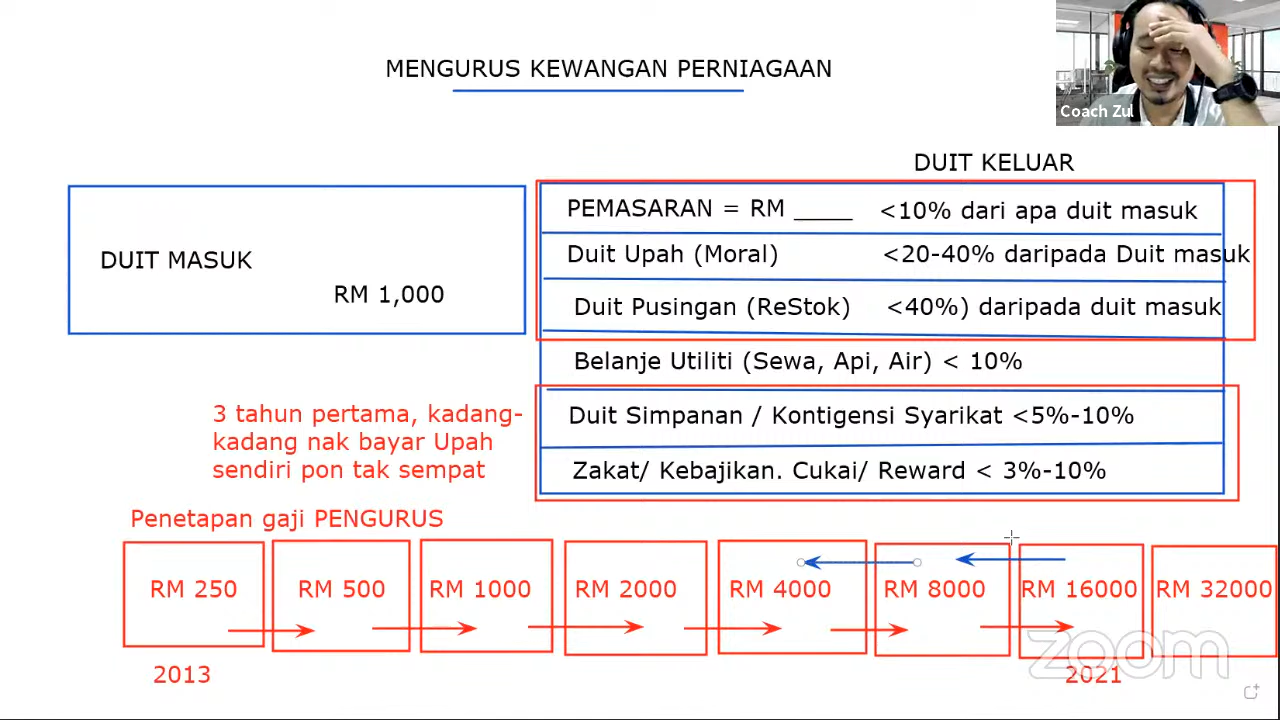 MENGURUS KEWANGAN PERNIAGAAN
Coach Zul
DUIT KELUAR
DUIT MASUK
RM 1,000
PEMASARAN = RM ____ <10% dari apa duit masuk
Duit Upah (Moral) <20-40% daripada Duit masuk
Duit Pusingan (ReStok) <40%) daripada duit masuk
Belanje Utiliti (Sewa, Api, Air) < 10%
Duit Simpanan / Kontigensi Syarikat <5%-10%
Zakat/ Kebajikan. Cukai/ Reward < 3%-10%
3 tahun pertama, kadang-
kadang nak bayar Upah
sendiri pon tak sempat
Penetapan gaji PENGURUS
RM 250 RM 500 RM 1000 RM 2000 RM 4000 RM 8000 RM 16000 RM 32000
zoom
2013 2021